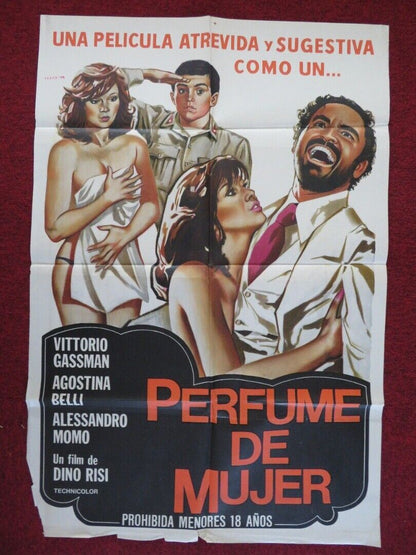 UNA PELICULA ATREVIDA Y SUGESTIVA
COMO UN...
VITTORIO
GASSMAN
AGOSTINA
BELLI
ALESSANDRO
MOMO
Un film de
DINO RISI
TECHNICOLOR
PERFUME
DE
MUJER
PROHIBIDA MENORES 18 AÑOS